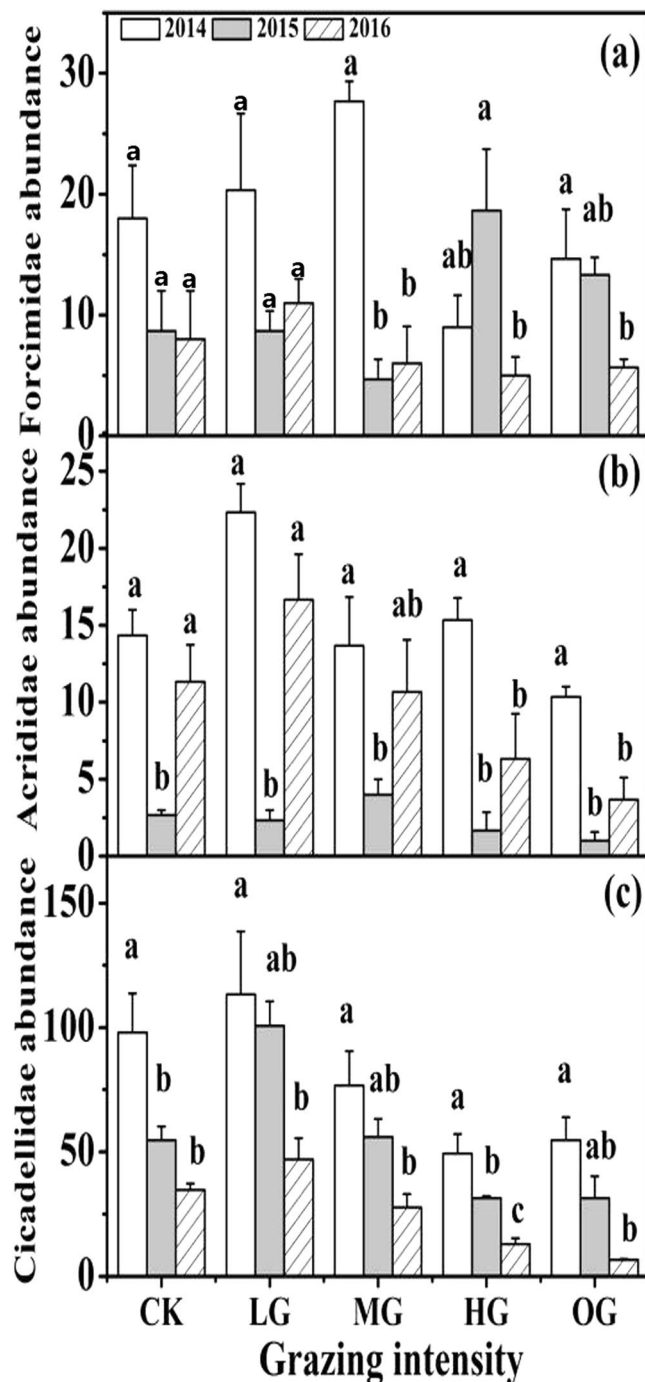 2014 2015 2016
(a)
Forcimidae abundance
30
20
10
0
a a a
a a a
a b b
ab a b
a ab b
(b)
Acrididae abundance
25
20
15
10
5
0
a b a
a b a
a b ab
a b b
a b b
(c)
Cicadellidae abundance
150
100
50
0
a b b
a ab b
a ab b
a b c
a ab b
CK LG MG HG OG
Grazing intensity